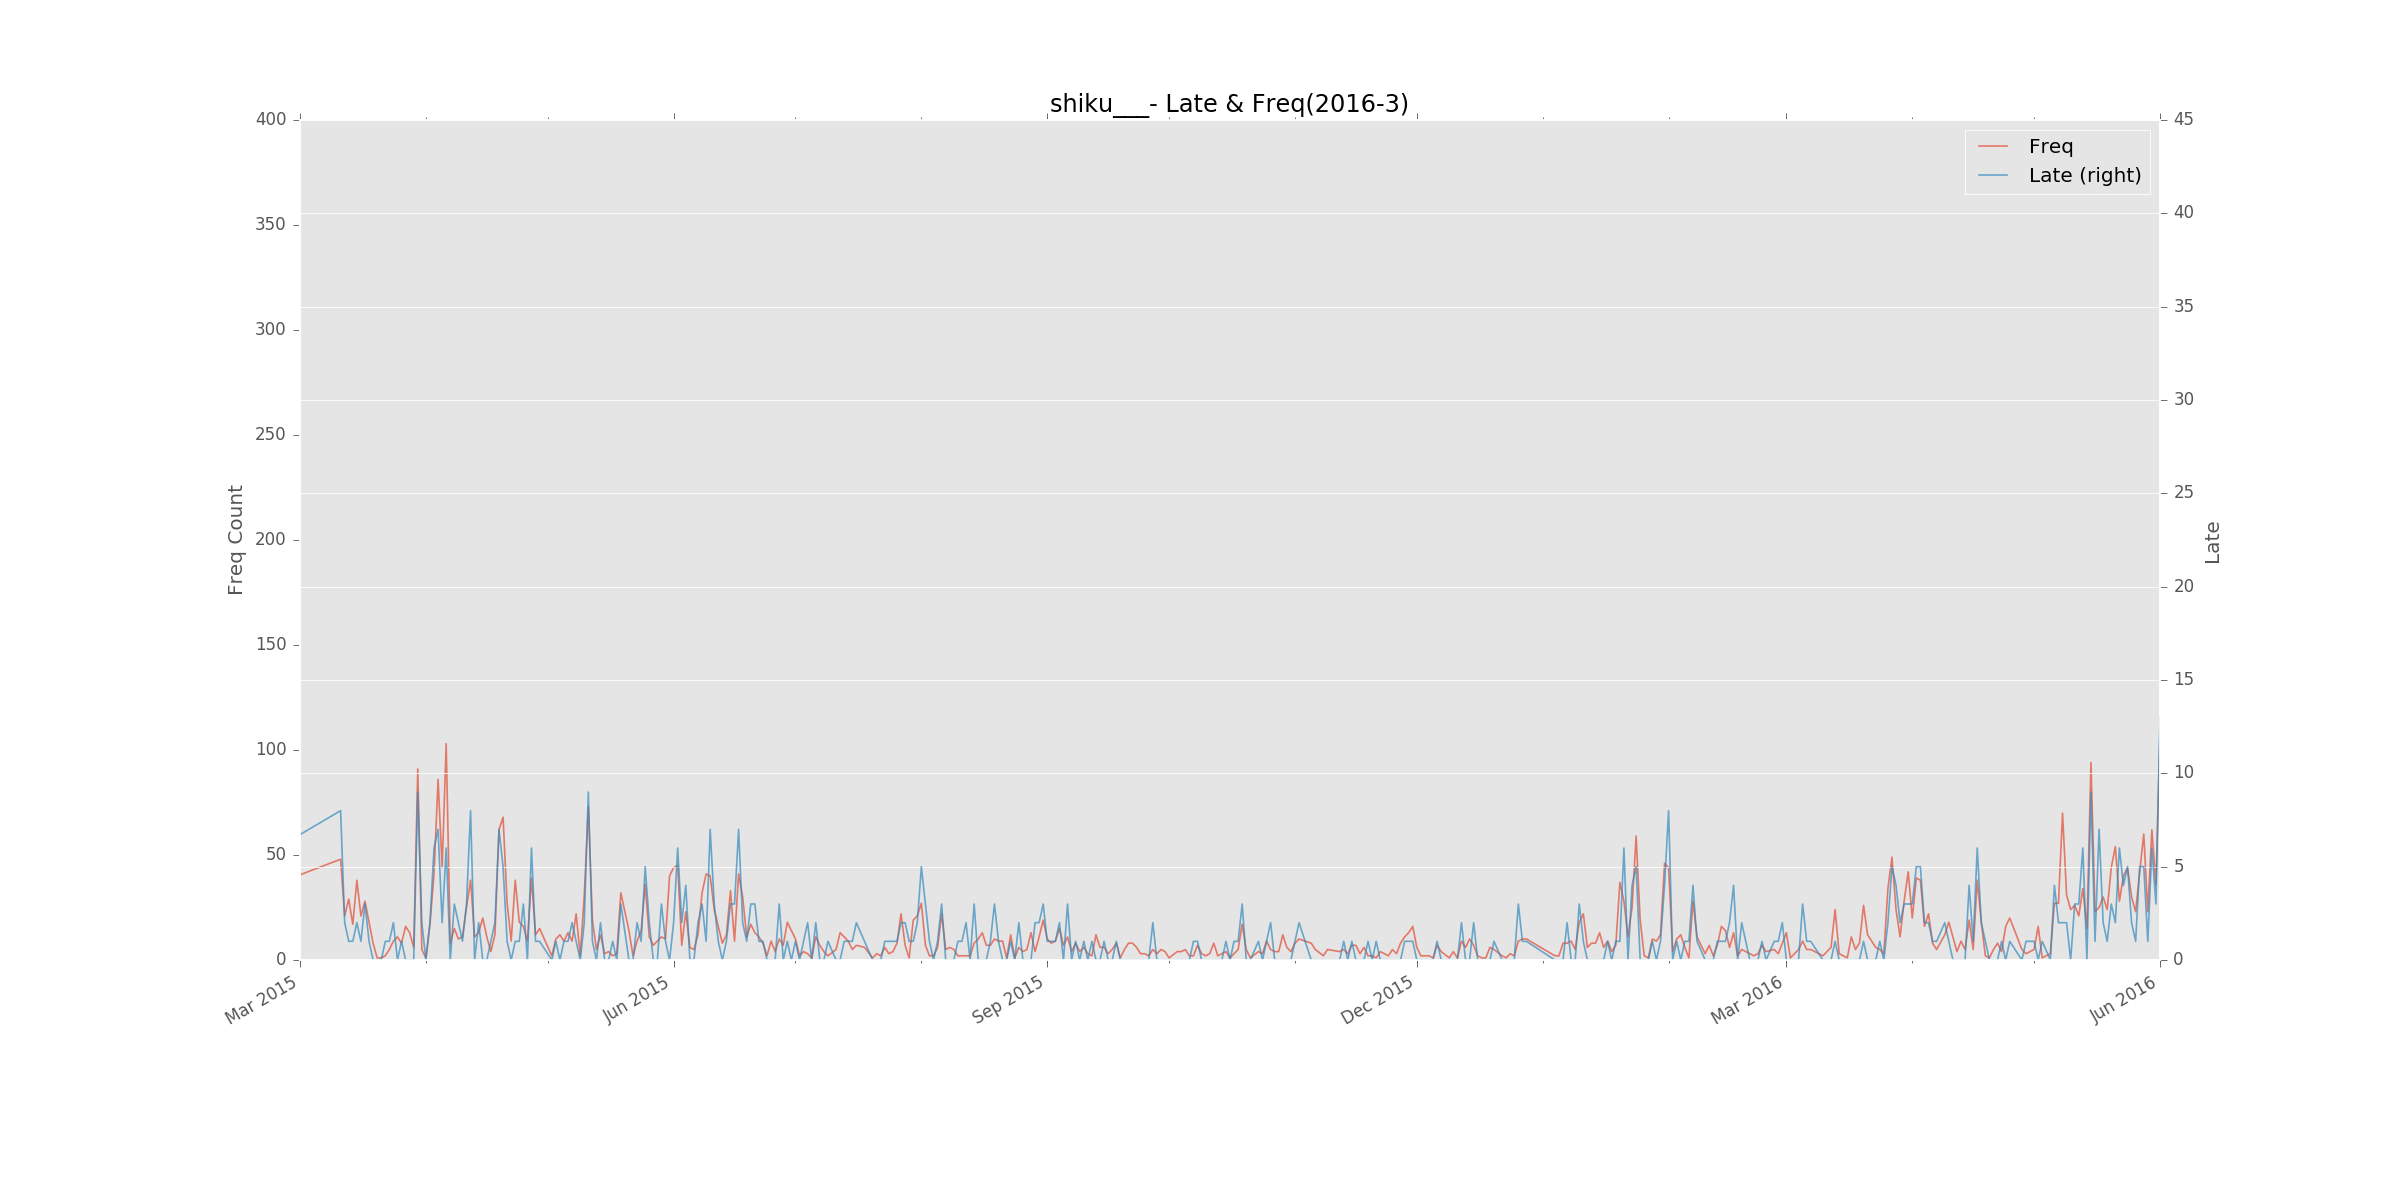 shiku___- Late & Freq(2016-3)
Freq
Late (right)
Freq Count
400
350
300
250
200
150
100
50
0
45
40
35
30
25
20
15
10
5
0
Late
Mar 2015
Jun 2015
Sep 2015
Dec 2015
Mar 2016
Jun 2016